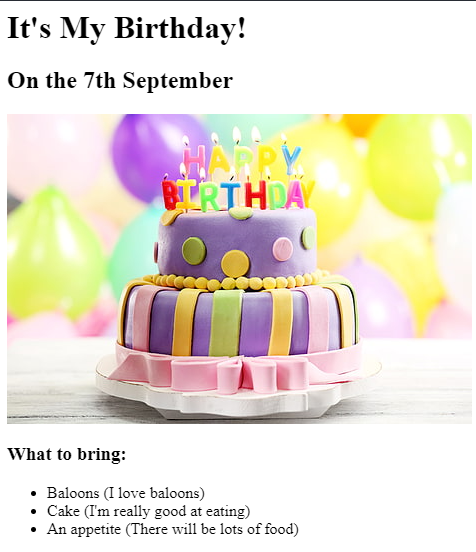 It's My Birthday!
On the 7th September
HAPPY
BIRTHDAY
What to bring:
Baloons (I love baloons)
Cake (I'm really good at eating)
An appetite (There will be lots of food)